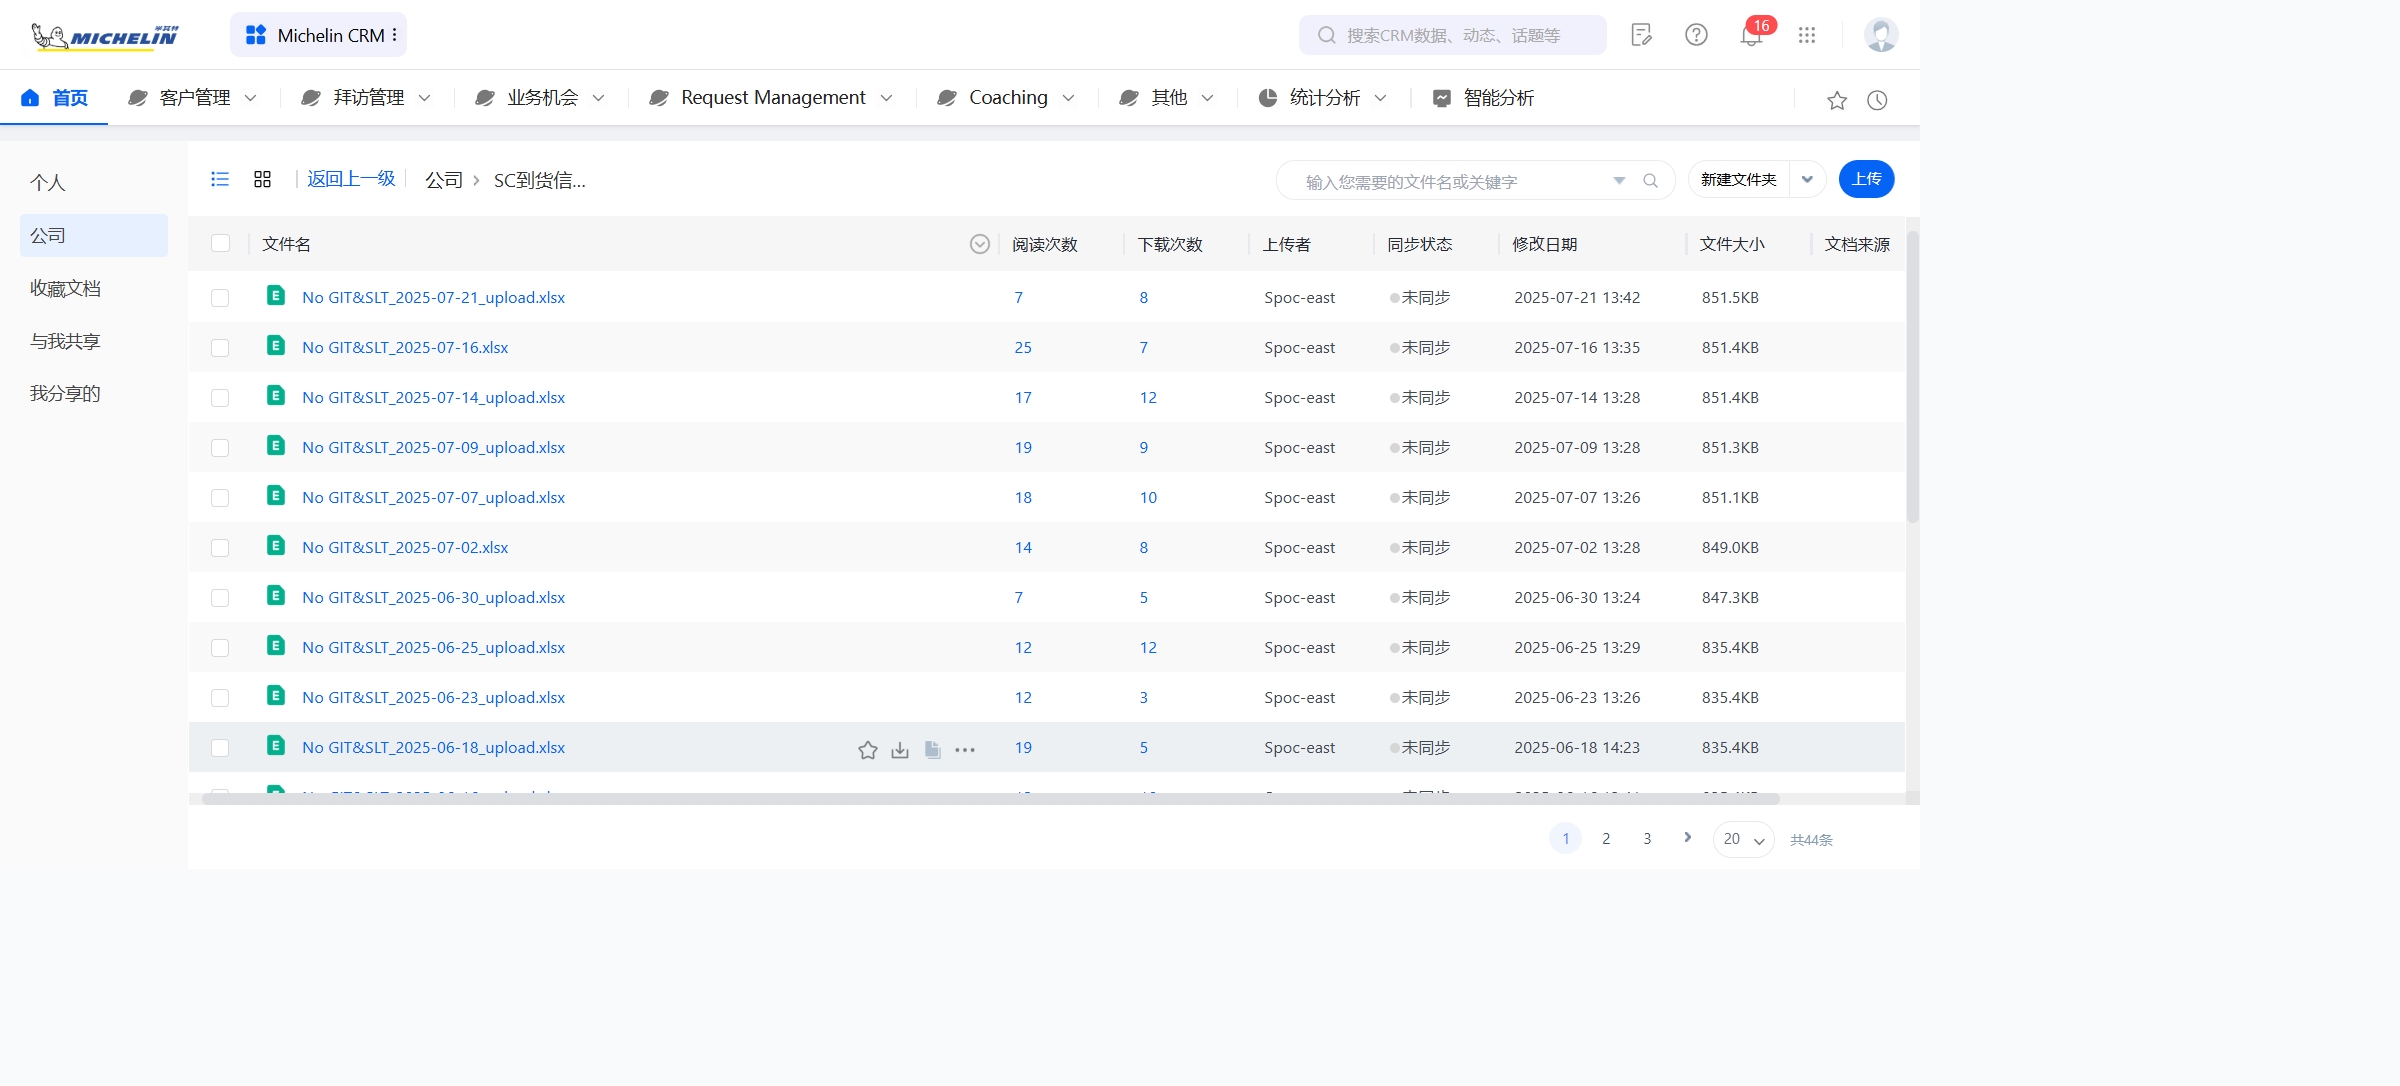 MICHELIN 米其林
Michelin CRM
搜索CRM数据、动态、话题等
16
首页 客户管理 拜访管理 业务机会 Request Management Coaching 其他 统计分析 智能分析
个人
公司
收藏文档
与我共享
我分享的
返回上一级 公司 SC到货信...
输入您需要的文件名或关键字
新建文件夹
上传
文件名 阅读次数 下载次数 上传者 同步状态 修改日期 文件大小 文档来源
No GIT&SLT_2025-07-21_upload.xlsx 7 8 Spoc-east 未同步 2025-07-21 13:42 851.5KB
No GIT&SLT_2025-07-16.xlsx 25 7 Spoc-east 未同步 2025-07-16 13:35 851.4KB
No GIT&SLT_2025-07-14_upload.xlsx 17 12 Spoc-east 未同步 2025-07-14 13:28 851.4KB
No GIT&SLT_2025-07-09_upload.xlsx 19 9 Spoc-east 未同步 2025-07-09 13:28 851.3KB
No GIT&SLT_2025-07-07_upload.xlsx 18 10 Spoc-east 未同步 2025-07-07 13:26 851.1KB
No GIT&SLT_2025-07-02.xlsx 14 8 Spoc-east 未同步 2025-07-02 13:28 849.0KB
No GIT&SLT_2025-06-30_upload.xlsx 7 5 Spoc-east 未同步 2025-06-30 13:24 847.3KB
No GIT&SLT_2025-06-25_upload.xlsx 12 12 Spoc-east 未同步 2025-06-25 13:29 835.4KB
No GIT&SLT_2025-06-23_upload.xlsx 12 3 Spoc-east 未同步 2025-06-23 13:26 835.4KB
No GIT&SLT_2025-06-18_upload.xlsx 19 5 Spoc-east 未同步 2025-06-18 14:23 835.4KB
1 2 3 20 共44条